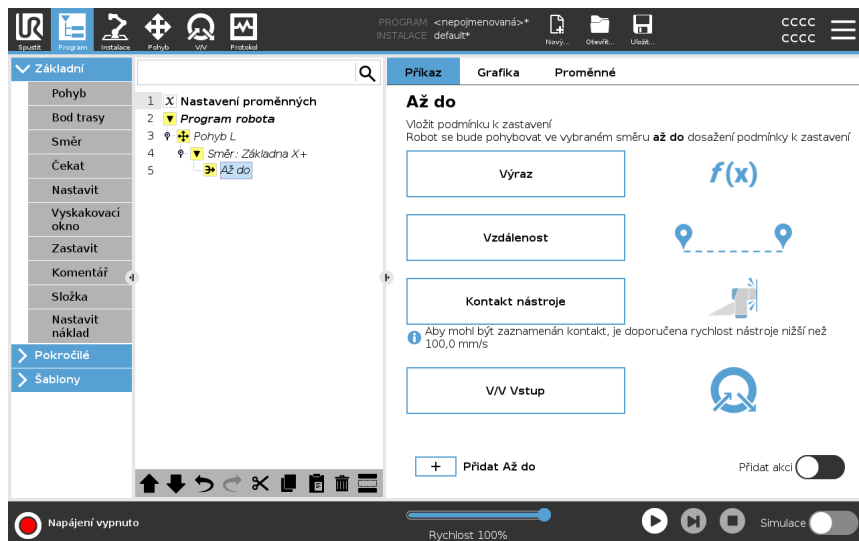 PROGRAM <nepojmenovaná>*
INSTALACE default*
Spustit
Program
Instalace
Pohyb
V/V
Protokol
Nový...
Otevřít...
Uložit...
CCCC
CCCC
Základní
Pohyb
Bod trasy
Směr
Čekat
Nastavit
Vyskakovací
okno
Zastavit
Komentář
Složka
Nastavit
náklad
Pokročilé
Šablony
1 X Nastavení proměnných
2 Program robota
3 Pohyb L
4 Směr: Základna X+
5 Až do
Příkaz
Grafika
Proměnné
Až do
Vložit podmínku k zastavení
Robot se bude pohybovat ve vybraném směru až do dosažení podmínky k zastavení
Výraz
f(x)
Vzdálenost
Kontakt nástroje
Aby mohl být zaznamenán kontakt, je doporučena rychlost nástroje nižší než
100,0 mm/s
V/V Vstup
+ Přidat Až do
Přidat akci
Napájení vypnuto
Rychlost 100%
Simulace